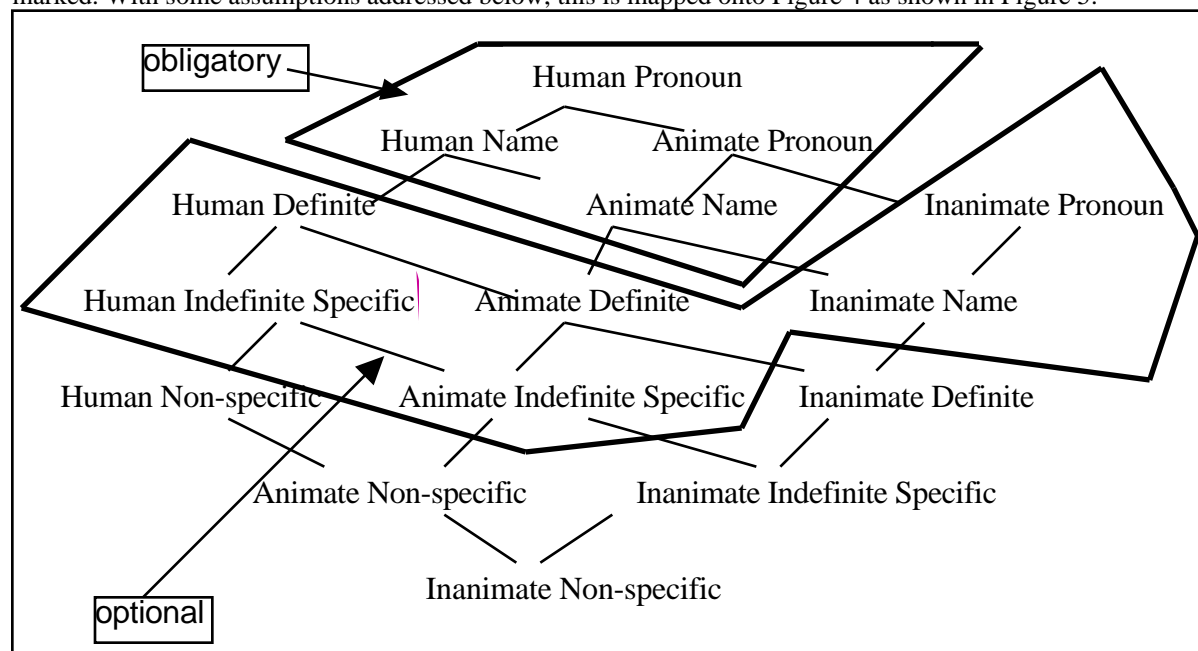 marked. With some assumptions addressed below, this is mapped onto Figure 4 as shown in Figure 5.
obligatory
Human Pronoun
Human Name Animate Pronoun
Human Definite Animate Name Inanimate Pronoun
Human Indefinite Specific Animate Definite Inanimate Name
Human Non-specific Animate Indefinite Specific Inanimate Definite
Animate Non-specific Inanimate Indefinite Specific
Inanimate Non-specific
optional